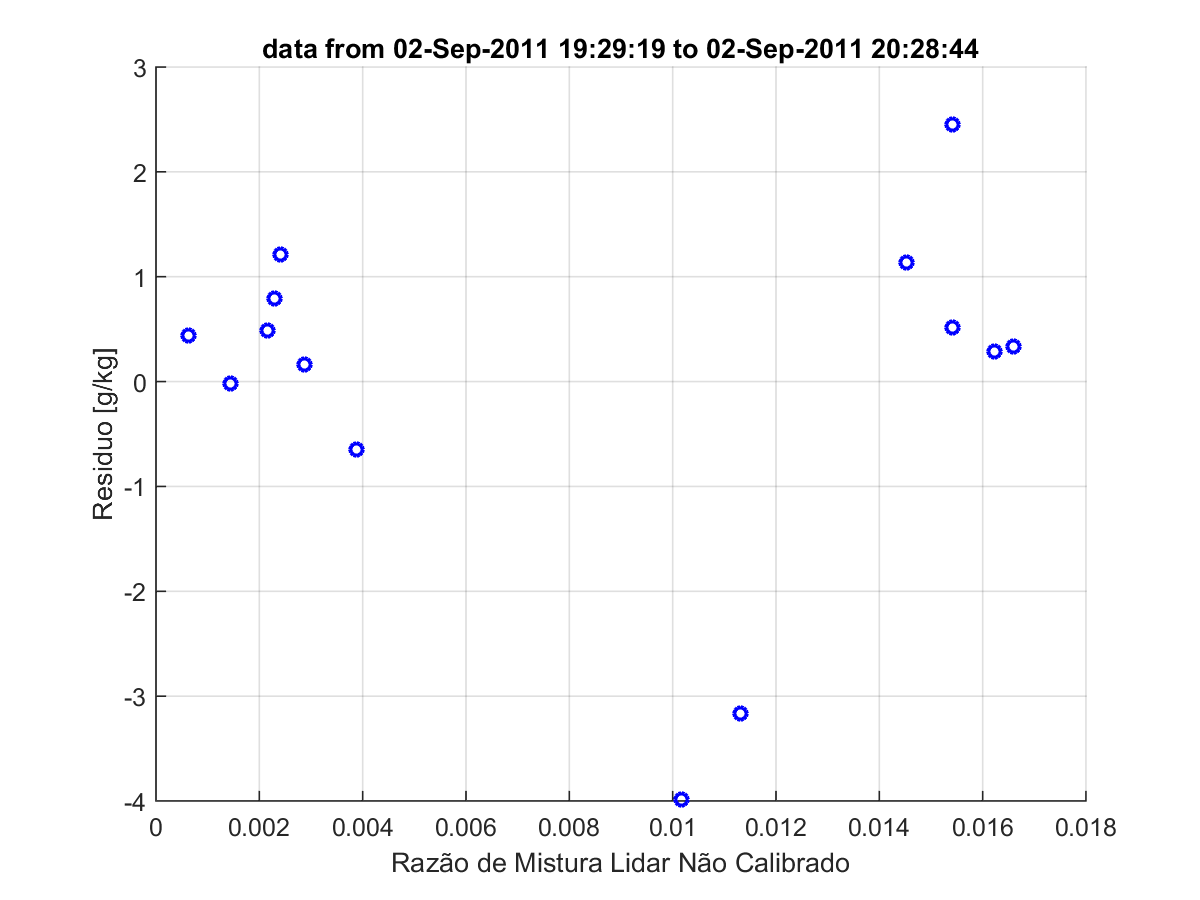 data from 02-Sep-2011 19:29:19 to 02-Sep-2011 20:28:44
3
2
1
0
-1
-2
-3
-4
Residuo [g/kg]
0 0.002 0.004 0.006 0.008 0.01 0.012 0.014 0.016 0.018
Razão de Mistura Lidar Não Calibrado